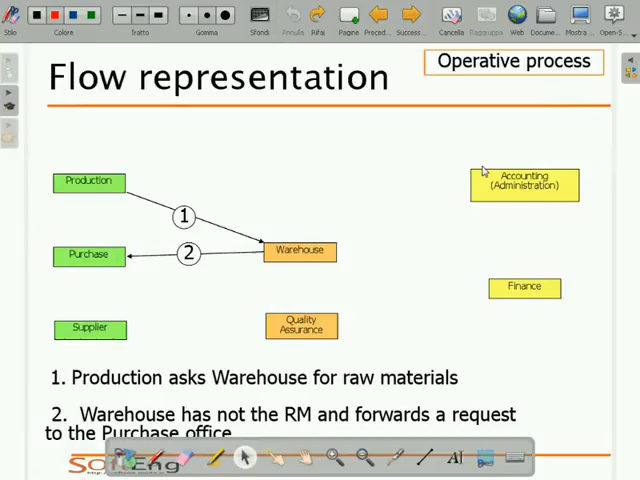 Stilo
Colore
Tratto
Gomma
Sfondi
Annulla
Rifai
Pagine
Preced...
Success...
Cancella
Raggruppa
Web
Docume...
Mostra ...
Open-S...
Operative process
Flow representation
Production
Accounting
(Administration)
1
2
Purchase
Warehouse
Finance
Supplier
Quality
Assurance
1. Production asks Warehouse for raw materials
2. Warehouse has not the RM and forwards a request
to the Purchase office
SoftEng